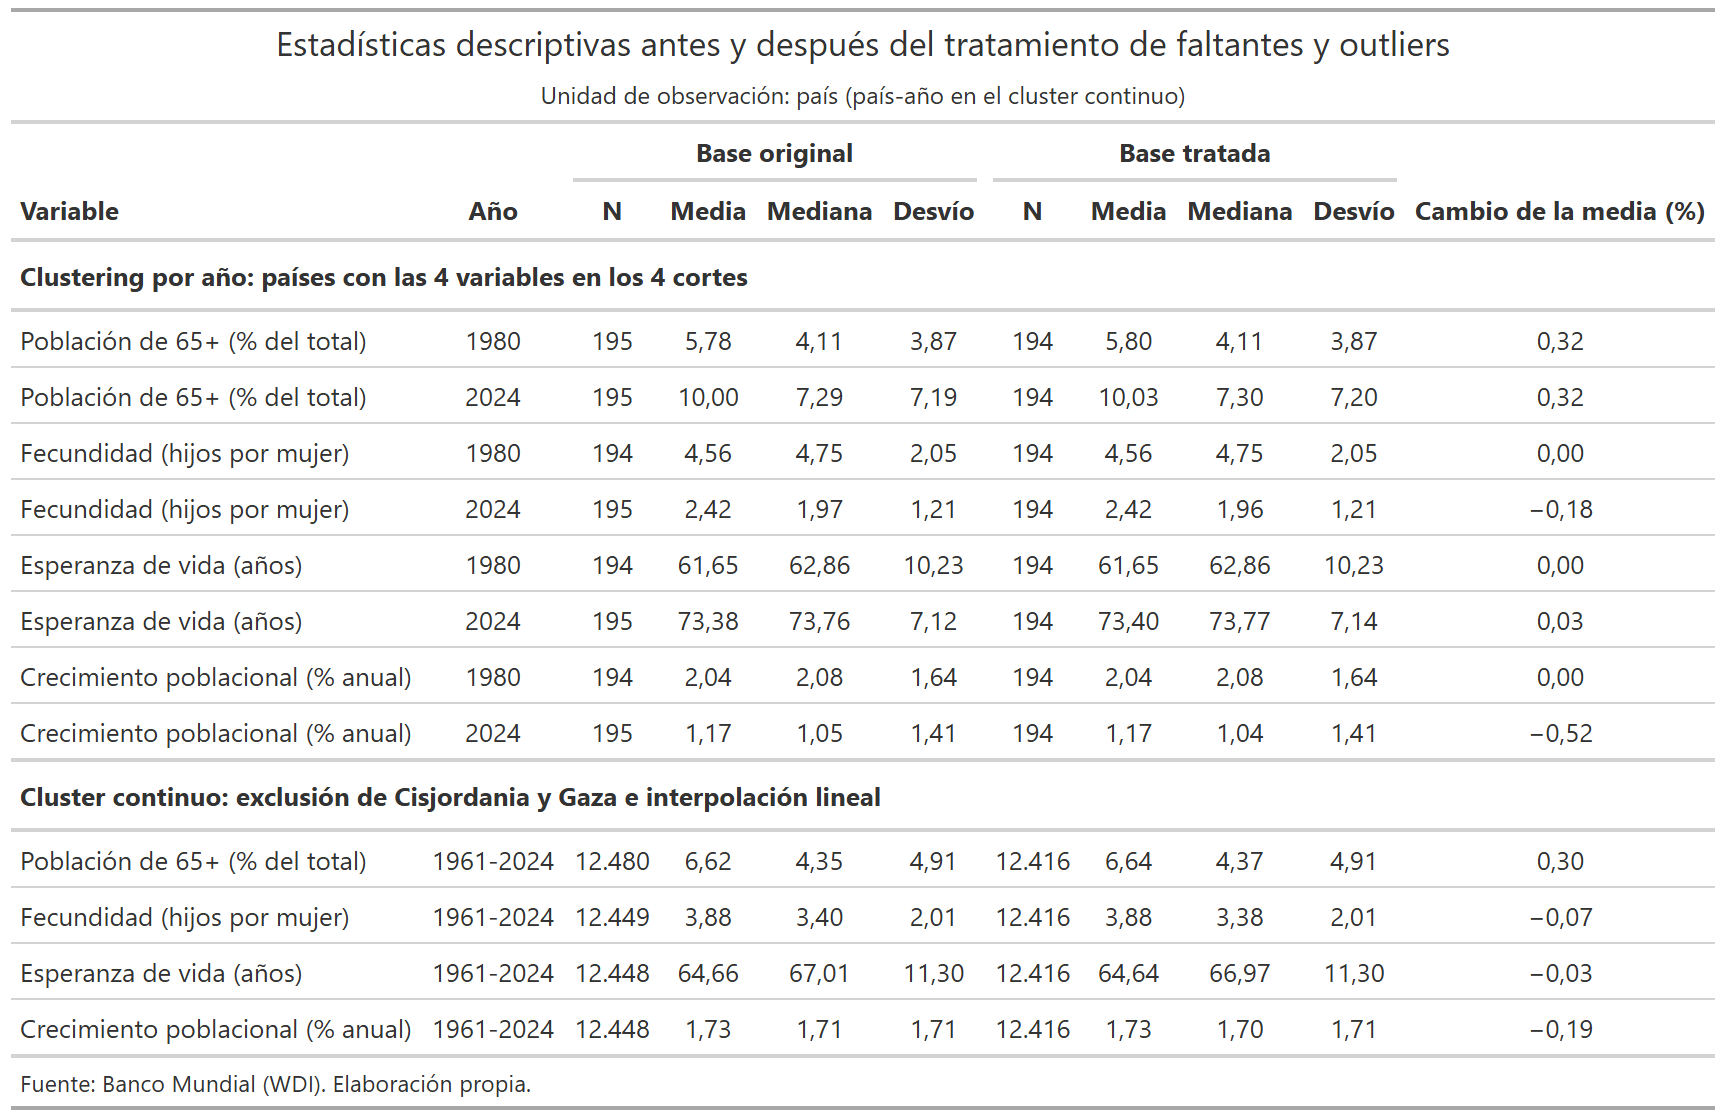 Estadísticas descriptivas antes y después del tratamiento de faltantes y outliers
Unidad de observación: país (país-año en el cluster continuo)
Base original Base tratada
Variable Año N Media Mediana Desvío N Media Mediana Desvío Cambio de la media (%)
Clustering por año: países con las 4 variables en los 4 cortes
Población de 65+ (% del total) 1980 195 5,78 4,11 3,87 194 5,80 4,11 3,87 0,32
Población de 65+ (% del total) 2024 195 10,00 7,29 7,19 194 10,03 7,30 7,20 0,32
Fecundidad (hijos por mujer) 1980 194 4,56 4,75 2,05 194 4,56 4,75 2,05 0,00
Fecundidad (hijos por mujer) 2024 195 2,42 1,97 1,21 194 2,42 1,96 1,21 −0,18
Esperanza de vida (años) 1980 194 61,65 62,86 10,23 194 61,65 62,86 10,23 0,00
Esperanza de vida (años) 2024 195 73,38 73,76 7,12 194 73,40 73,77 7,14 0,03
Crecimiento poblacional (% anual) 1980 194 2,04 2,08 1,64 194 2,04 2,08 1,64 0,00
Crecimiento poblacional (% anual) 2024 195 1,17 1,05 1,41 194 1,17 1,04 1,41 −0,52
Cluster continuo: exclusión de Cisjordania y Gaza e interpolación lineal
Población de 65+ (% del total) 1961-2024 12.480 6,62 4,35 4,91 12.416 6,64 4,37 4,91 0,30
Fecundidad (hijos por mujer) 1961-2024 12.449 3,88 3,40 2,01 12.416 3,88 3,38 2,01 −0,07
Esperanza de vida (años) 1961-2024 12.448 64,66 67,01 11,30 12.416 64,64 66,97 11,30 −0,03
Crecimiento poblacional (% anual) 1961-2024 12.448 1,73 1,71 1,71 12.416 1,73 1,70 1,71 −0,19
Fuente: Banco Mundial (WDI). Elaboración propia.